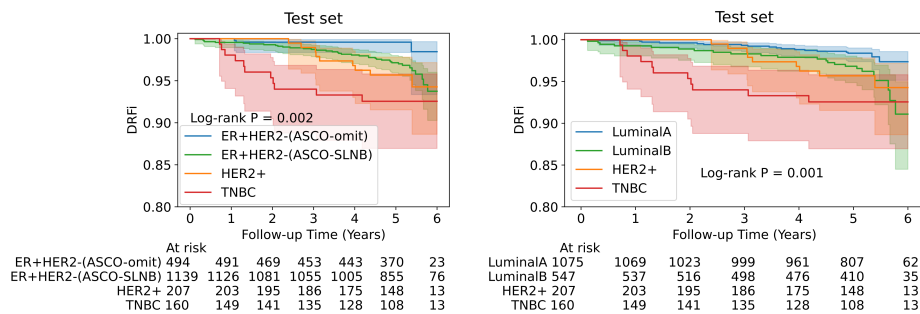 Test set
1.00
0.95
0.90
0.85
0.80
DRFi
Log-rank P = 0.002
ER+HER2-(ASCO-omit)
ER+HER2-(ASCO-SLNB)
HER2+
TNBC
0 1 2 3 4 5 6
Follow-up Time (Years)
At risk
ER+HER2-(ASCO-omit) 494 491 469 453 443 370 23
ER+HER2-(ASCO-SLNB) 1139 1126 1081 1055 1005 855 76
HER2+ 207 203 195 186 175 148 13
TNBC 160 149 141 135 128 108 13
Test set
1.00
0.95
0.90
0.85
0.80
DRFi
LuminalA
LuminalB
HER2+
TNBC
Log-rank P = 0.001
0 1 2 3 4 5 6
Follow-up Time (Years)
At risk
LuminalA 1075 1069 1023 999 961 807 62
LuminalB 547 537 516 498 476 410 35
HER2+ 207 203 195 186 175 148 13
TNBC 160 149 141 135 128 108 13